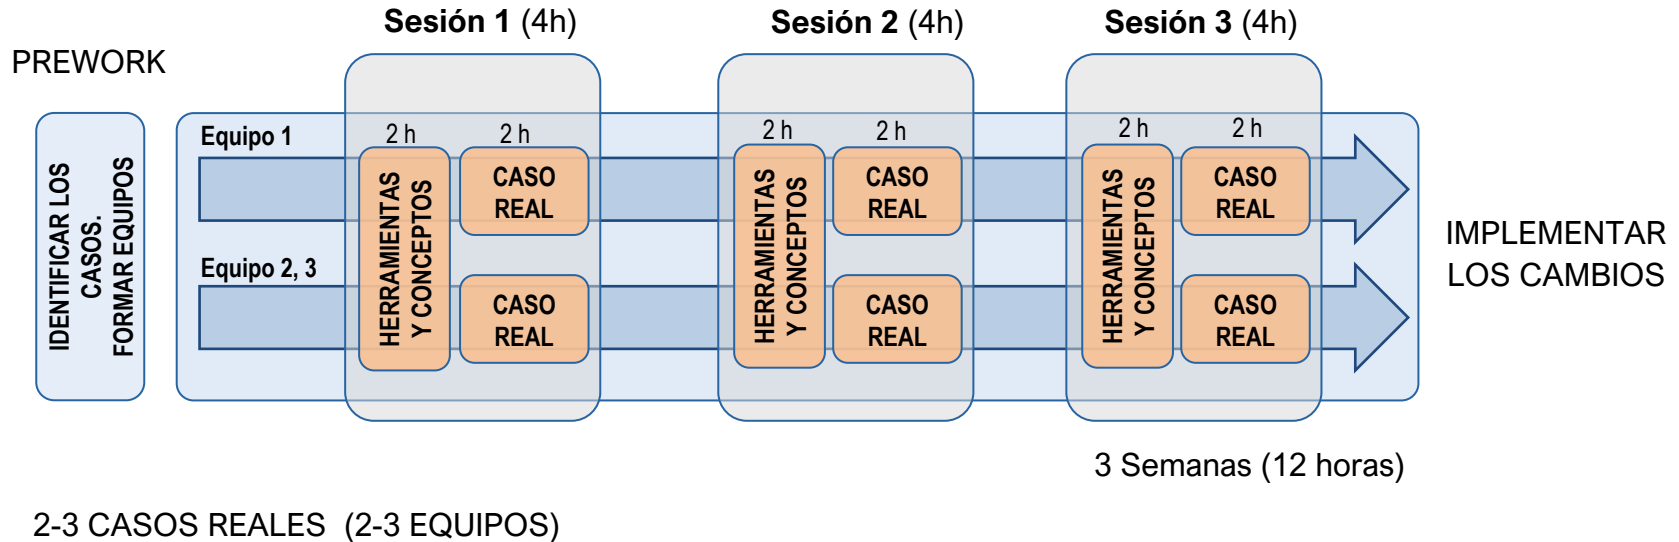 Sesión 1 (4h)
Sesión 2 (4h)
Sesión 3 (4h)
PREWORK
IDENTIFICAR LOS
CASOS.
FORMAR EQUIPOS
Equipo 1
2 h
2 h
HERRAMIENTAS
Y CONCEPTOS
CASO
REAL
2 h
2 h
HERRAMIENTAS
Y CONCEPTOS
CASO
REAL
2 h
2 h
HERRAMIENTAS
Y CONCEPTOS
CASO
REAL
Equipo 2, 3
CASO
REAL
CASO
REAL
CASO
REAL
IMPLEMENTAR
LOS CAMBIOS
3 Semanas (12 horas)
2-3 CASOS REALES (2-3 EQUIPOS)